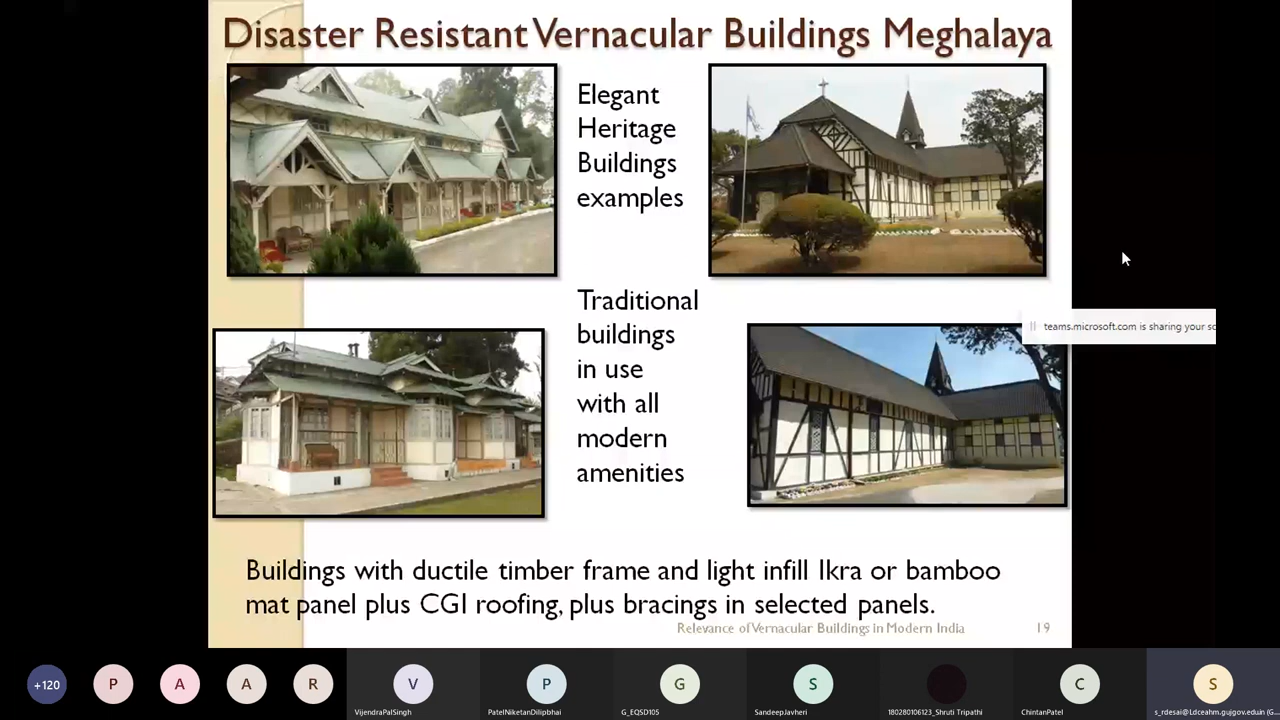 Disaster Resistant Vernacular Buildings Meghalaya
Elegant
Heritage
Buildings
examples
Traditional
buildings
in use
with all
modern
amenities
teams.microsoft.com is sharing your sc
Buildings with ductile timber frame and light infill Ikra or bamboo
mat panel plus CGI roofing, plus bracings in selected panels.
Relevance of Vernacular Buildings in Modern India 19
+120 P A A R V P G S C S
VijendraPalSingh PatelNiketanDilipbhai G_EQSD105 SandeepJavheri 180280106123_Shruti Tripathi ChintanPatel s_rdesai@Ldceahm.gujgov.eduin (G...